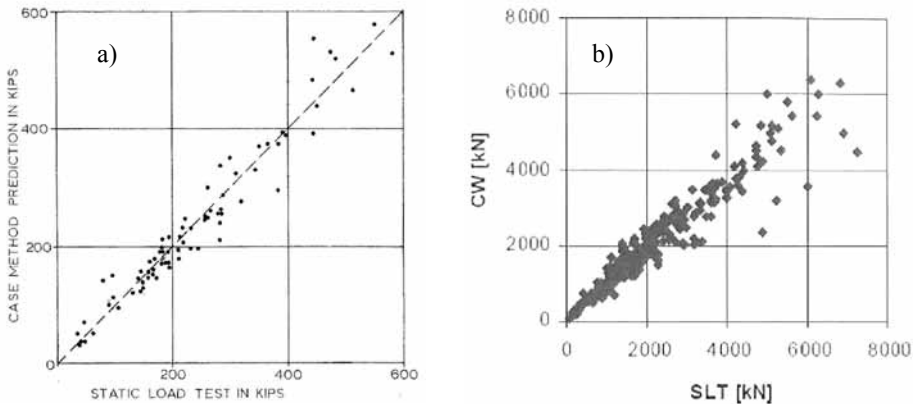 a)
600
400
200
0
200
400
600
CASE METHOD PREDICTION IN KIPS
STATIC LOAD TEST IN KIPS
b)
8000
6000
4000
2000
0
0
2000
4000
6000
8000
CW [kN]
SLT [kN]